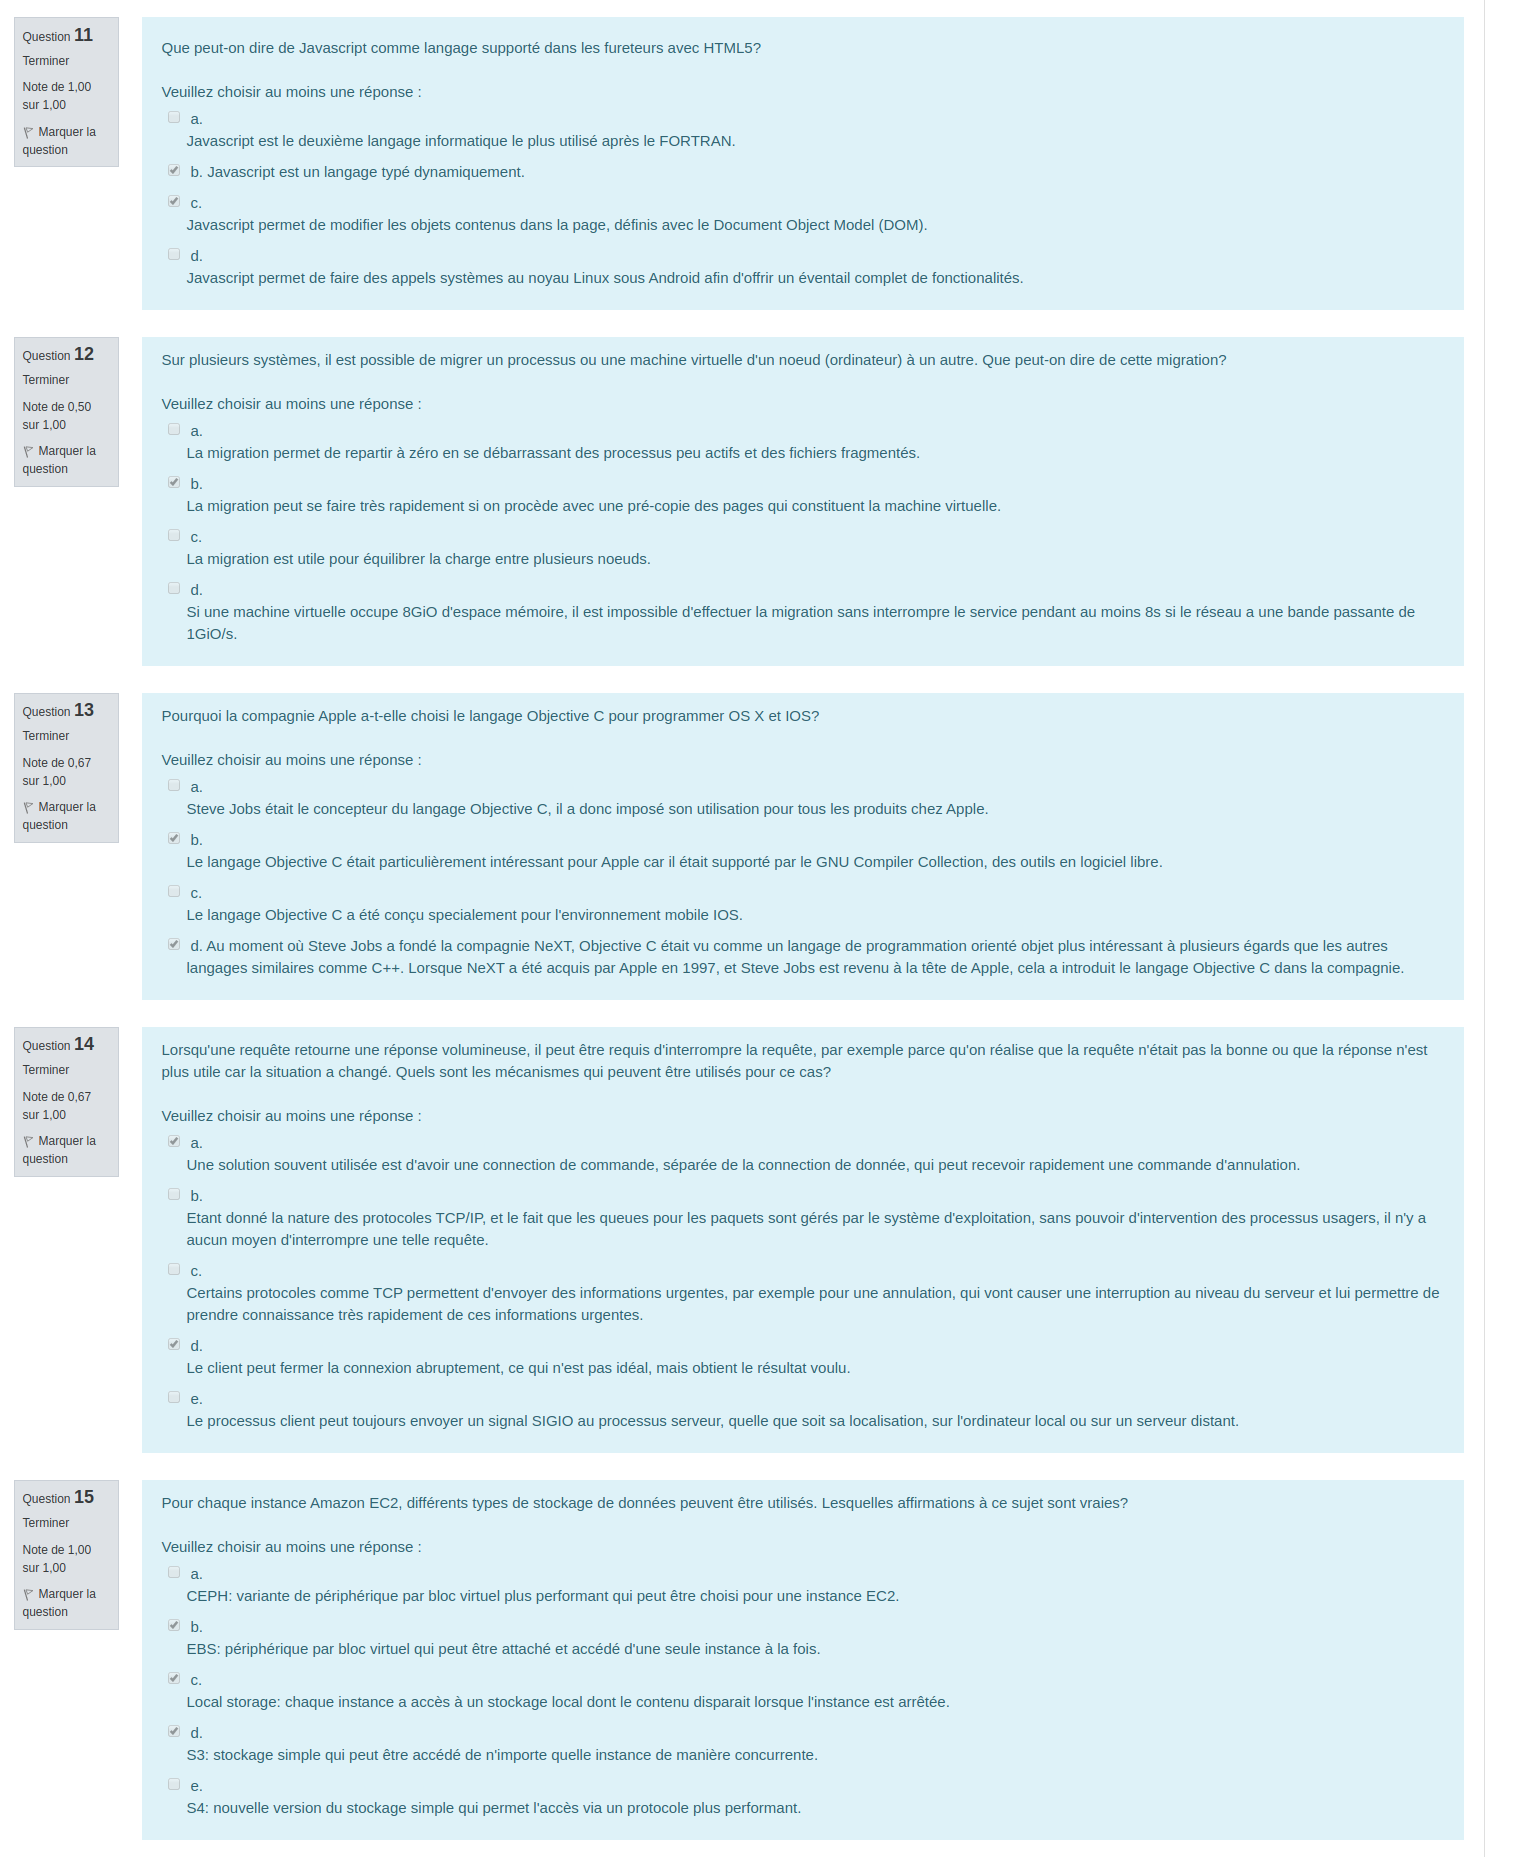 Question 11
Terminer
Note de 1,00
sur 1,00
Marquer la
question
Que peut-on dire de Javascript comme langage supporté dans les fureteurs avec HTML5?
Veuillez choisir au moins une réponse :
a.
Javascript est le deuxième langage informatique le plus utilisé après le FORTRAN.
b. Javascript est un langage typé dynamiquement.
c.
Javascript permet de modifier les objets contenus dans la page, définis avec le Document Object Model (DOM).
d.
Javascript permet de faire des appels systèmes au noyau Linux sous Android afin d'offrir un éventail complet de fonctionalités.
Question 12
Terminer
Note de 0,50
sur 1,00
Marquer la
question
Sur plusieurs systèmes, il est possible de migrer un processus ou une machine virtuelle d'un noeud (ordinateur) à un autre. Que peut-on dire de cette migration?
Veuillez choisir au moins une réponse :
a.
La migration permet de repartir à zéro en se débarrassant des processus peu actifs et des fichiers fragmentés.
b.
La migration peut se faire très rapidement si on procède avec une pré-copie des pages qui constituent la machine virtuelle.
c.
La migration est utile pour équilibrer la charge entre plusieurs noeuds.
d.
Si une machine virtuelle occupe 8GiO d'espace mémoire, il est impossible d'effectuer la migration sans interrompre le service pendant au moins 8s si le réseau a une bande passante de
1GiO/s.
Question 13
Terminer
Note de 0,67
sur 1,00
Marquer la
question
Pourquoi la compagnie Apple a-t-elle choisi le langage Objective C pour programmer OS X et IOS?
Veuillez choisir au moins une réponse :
a.
Steve Jobs était le concepteur du langage Objective C, il a donc imposé son utilisation pour tous les produits chez Apple.
b.
Le langage Objective C était particulièrement intéressant pour Apple car il était supporté par le GNU Compiler Collection, des outils en logiciel libre.
c.
Le langage Objective C a été conçu specialement pour l'environnement mobile IOS.
d. Au moment où Steve Jobs a fondé la compagnie NeXT, Objective C était vu comme un langage de programmation orienté objet plus intéressant à plusieurs égards que les autres
langages similaires comme C++. Lorsque NeXT a été acquis par Apple en 1997, et Steve Jobs est revenu à la tête de Apple, cela a introduit le langage Objective C dans la compagnie.
Question 14
Terminer
Note de 0,67
sur 1,00
Marquer la
question
Lorsqu'une requête retourne une réponse volumineuse, il peut être requis d'interrompre la requête, par exemple parce qu'on réalise que la requête n'était pas la bonne ou que la réponse n'est
plus utile car la situation a changé. Quels sont les mécanismes qui peuvent être utilisés pour ce cas?
Veuillez choisir au moins une réponse :
a.
Une solution souvent utilisée est d'avoir une connection de commande, séparée de la connection de donnée, qui peut recevoir rapidement une commande d'annulation.
b.
Etant donné la nature des protocoles TCP/IP, et le fait que les queues pour les paquets sont gérés par le système d'exploitation, sans pouvoir d'intervention des processus usagers, il n'y a
aucun moyen d'interrompre une telle requête.
c.
Certains protocoles comme TCP permettent d'envoyer des informations urgentes, par exemple pour une annulation, qui vont causer une interruption au niveau du serveur et lui permettre de
prendre connaissance très rapidement de ces informations urgentes.
d.
Le client peut fermer la connexion abruptement, ce qui n'est pas idéal, mais obtient le résultat voulu.
e.
Le processus client peut toujours envoyer un signal SIGIO au processus serveur, quelle que soit sa localisation, sur l'ordinateur local ou sur un serveur distant.
Question 15
Terminer
Note de 1,00
sur 1,00
Marquer la
question
Pour chaque instance Amazon EC2, différents types de stockage de données peuvent être utilisés. Lesquelles affirmations à ce sujet sont vraies?
Veuillez choisir au moins une réponse :
a.
CEPH: variante de périphérique par bloc virtuel plus performant qui peut être choisi pour une instance EC2.
b.
EBS: périphérique par bloc virtuel qui peut être attaché et accédé d'une seule instance à la fois.
c.
Local storage: chaque instance a accès à un stockage local dont le contenu disparait lorsque l'instance est arrêtée.
d.
S3: stockage simple qui peut être accédé de n'importe quelle instance de manière concurrente.
e.
S4: nouvelle version du stockage simple qui permet l'accès via un protocole plus performant.